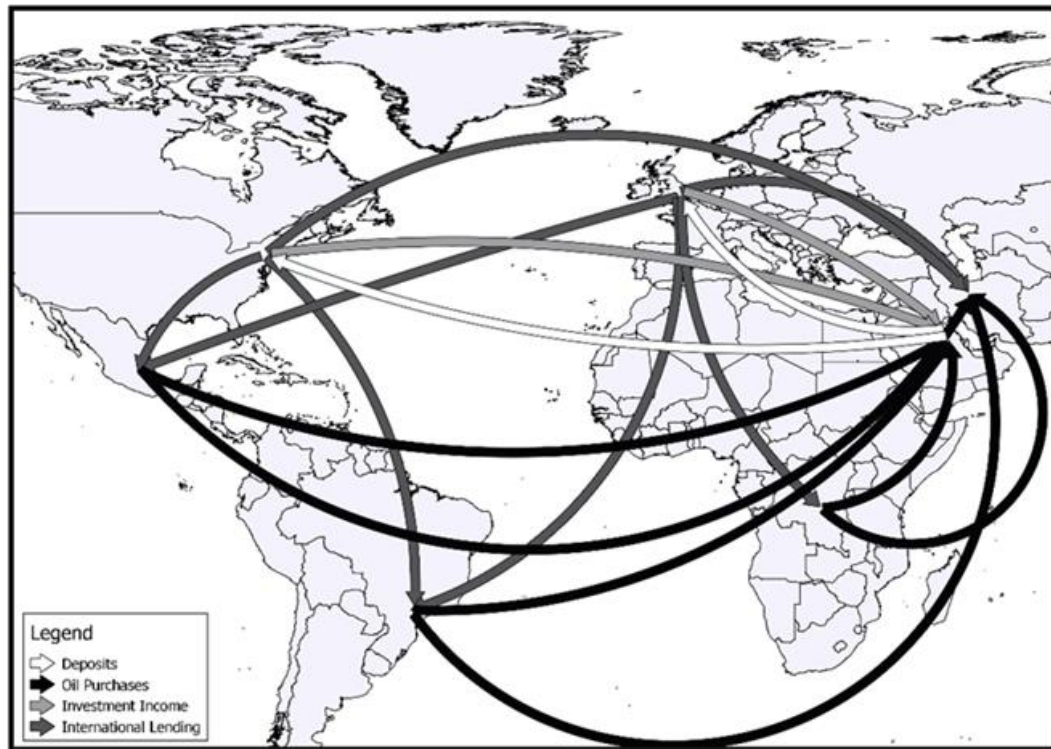 Legend
Deposits
Oil Purchases
Investment Income
International Lending